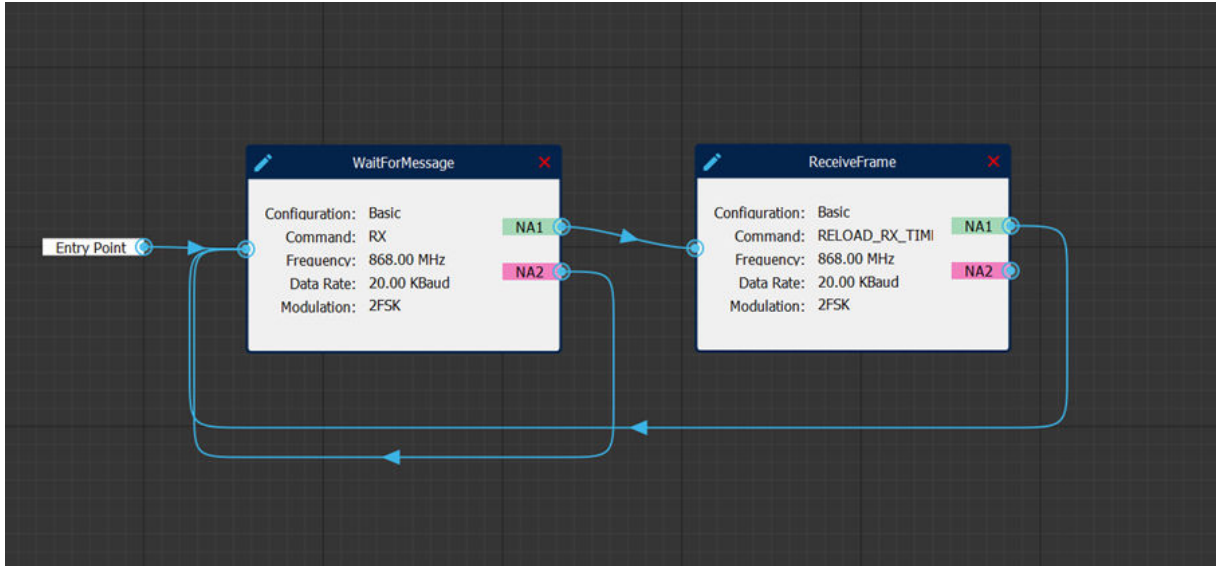 Entry Point
WaitForMessage
Configuration: Basic
Command: RX
Frequency: 868.00 MHz
Data Rate: 20.00 KBaud
Modulation: 2FSK
NA1
NA2
ReceiveFrame
Configuration: Basic
Command: RELOAD_RX_TIMI
Frequency: 868.00 MHz
Data Rate: 20.00 KBaud
Modulation: 2FSK
NA1
NA2